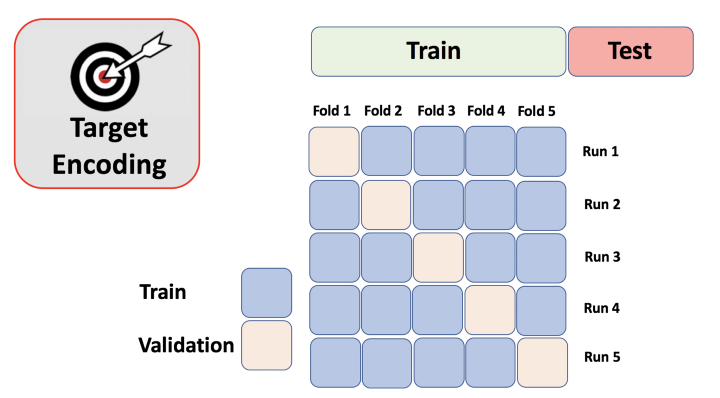 Target
Encoding
Train
Test
Fold 1 Fold 2 Fold 3 Fold 4 Fold 5
Run 1
Run 2
Run 3
Run 4
Run 5
Train
Validation